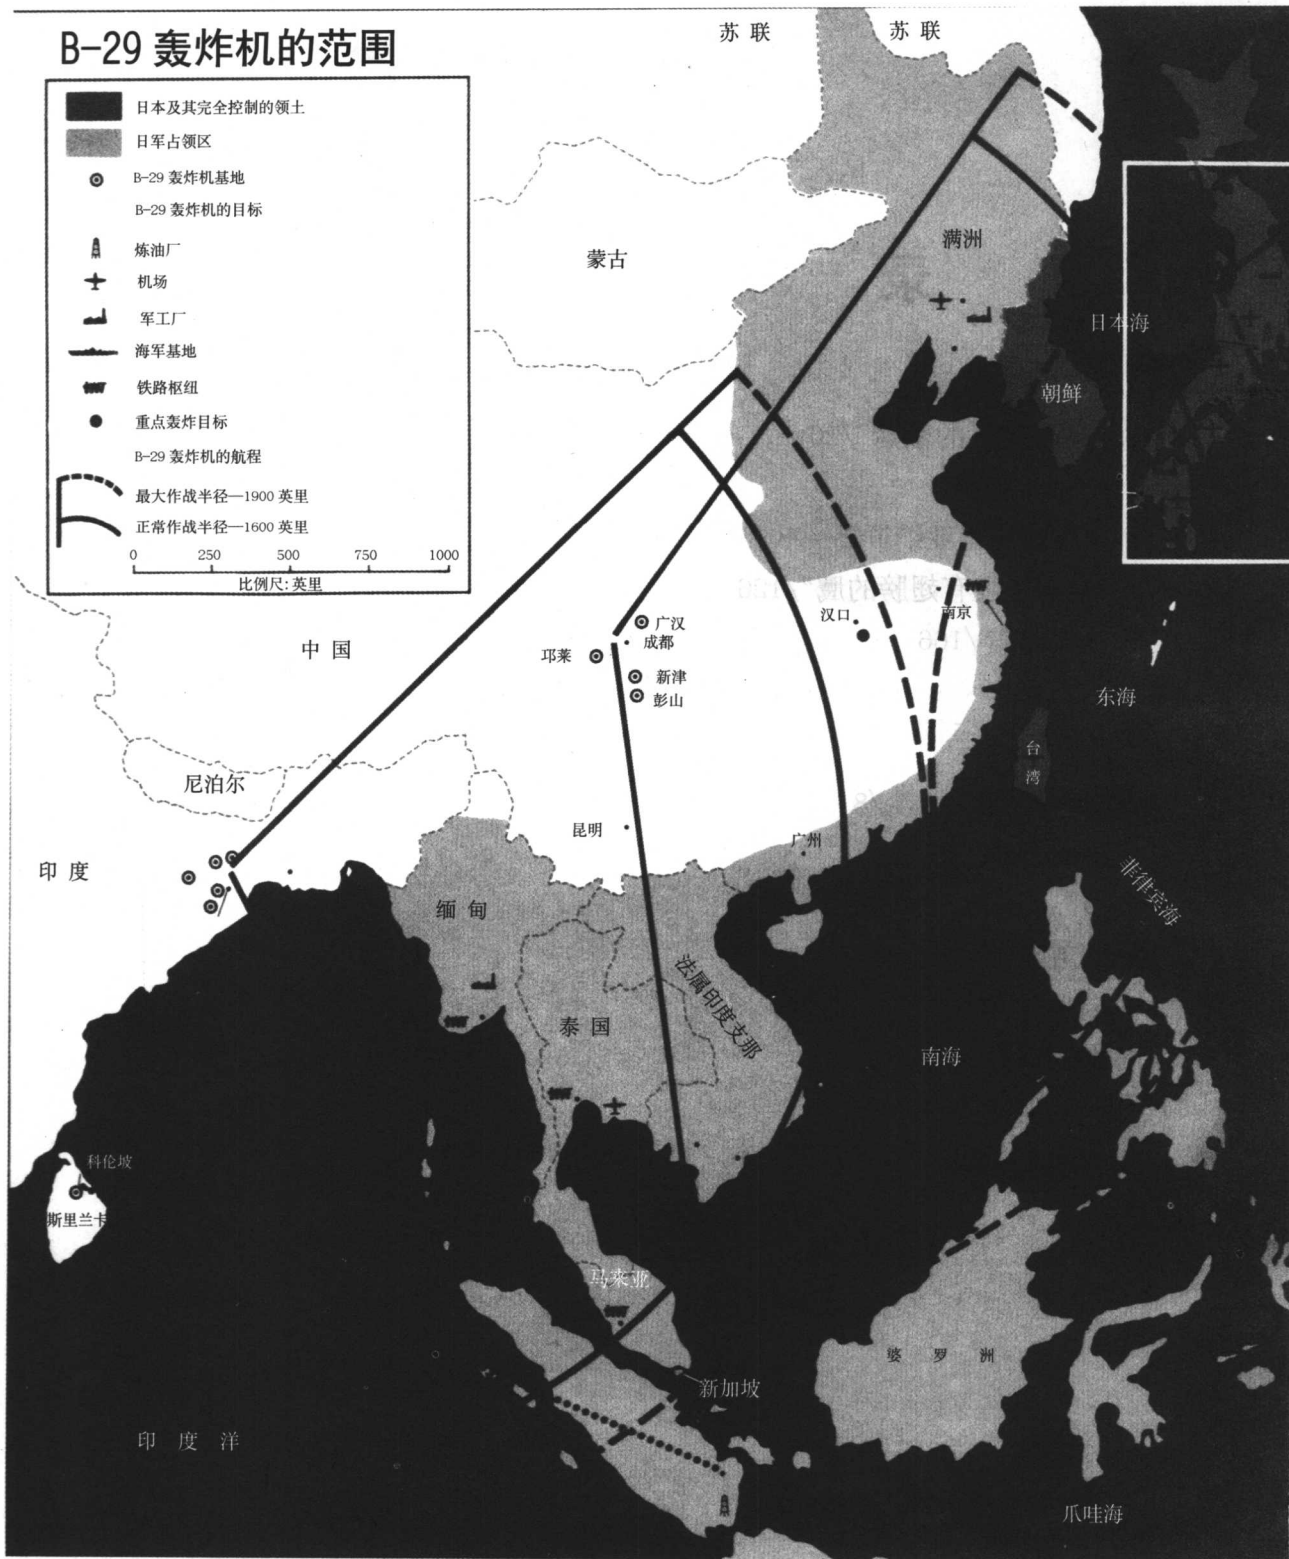 B-29 轰炸机的范围
日本及其完全控制的领土
日军占领区
B-29 轰炸机基地
B-29 轰炸机的目标
炼油厂
机场
军工厂
海军基地
铁路枢纽
重点轰炸目标
B-29 轰炸机的航程
最大作战半径—1900 英里
正常作战半径—1600 英里
0 250 500 750 1000
比例尺: 英里
苏 联
苏 联
满洲
蒙古
日本海
朝鲜
汉口
南京
广汉
成都
邛莱
新津
彭山
中 国
东海
台湾
尼泊尔
昆明
广州
印 度
缅 甸
菲律宾海
法属印度支那
泰 国
南海
科伦坡
斯里兰卡
马来亚
婆 罗 洲
新加坡
印 度 洋
爪哇海